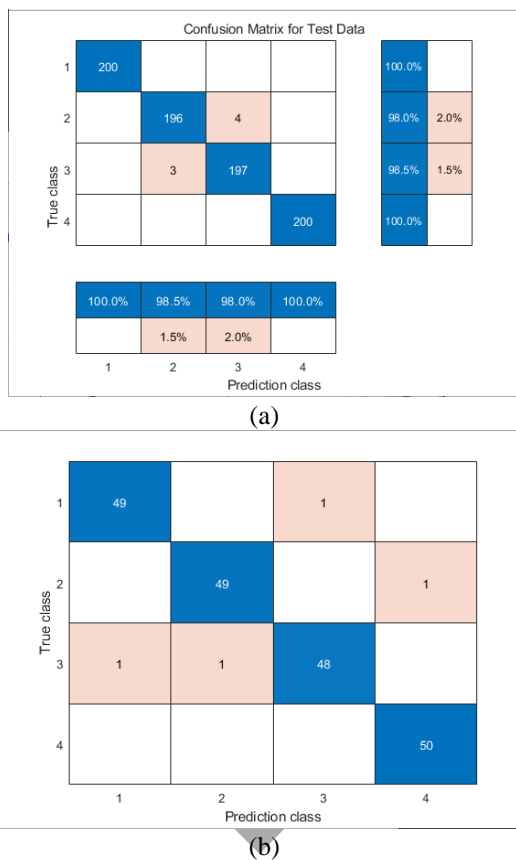 Confusion Matrix for Test Data
True class
1 200 100.0%
2 196 4 98.0% 2.0%
3 3 197 98.5% 1.5%
4 200 100.0%
100.0% 98.5% 98.0% 100.0%
1.5% 2.0%
1 2 3 4
Prediction class
(a)
True class
1 49 1
2 49 1
3 1 1 48
4 50
1 2 3 4
Prediction class
(b)